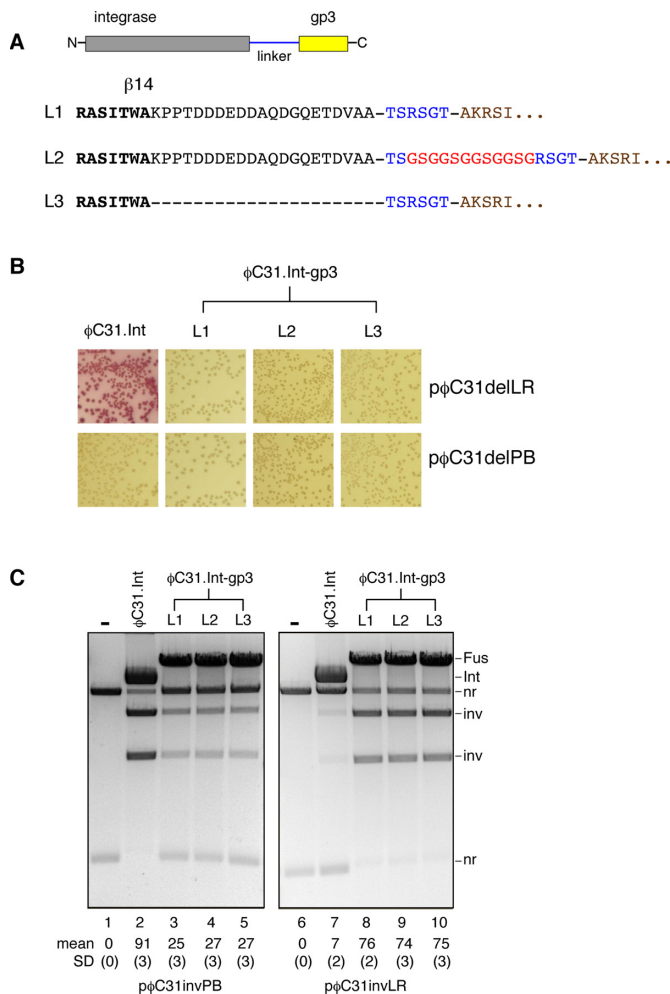 A
integrase gp3
N C
linker
β14
L1 RASITWAKPPTDDDEDDAQDGQETDVAA-TSRSGT-AKRSI...
L2 RASITWAKPPTDDDEDDAQDGQETDVAA-TSGSGGSGGSGGSGRSGT-AKSRI...
L3 RASITWA----------------------TSRSGT-AKSRI...
B
ϕC31.Int-gp3
ϕC31.Int L1 L2 L3
pϕC31delLR
pϕC31delPB
C
ϕC31.Int-gp3 ϕC31.Int-gp3
- ϕC31.Int L1 L2 L3 - ϕC31.Int L1 L2 L3
Fus
Int
nr
inv
inv
nr
1 2 3 4 5 6 7 8 9 10
mean 0 91 25 27 27 0 7 76 74 75
SD (0) (3) (3) (3) (3) (0) (2) (2) (3) (3)
pϕC31invPB pϕC31invLR